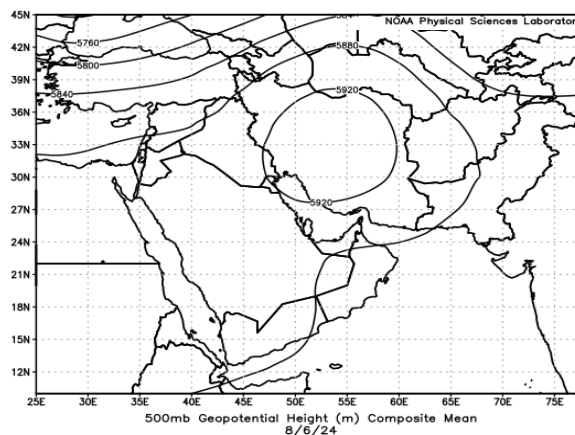 NOAA Physical Sciences Laborator
45N
42N
39N
36N
33N
30N
27N
24N
21N
18N
15N
12N
5760
5800
5840
5880
5920
5920
25E 30E 35E 40E 45E 50E 55E 60E 65E 70E 75E
500mb Geopotential Height (m) Composite Mean
8/6/24